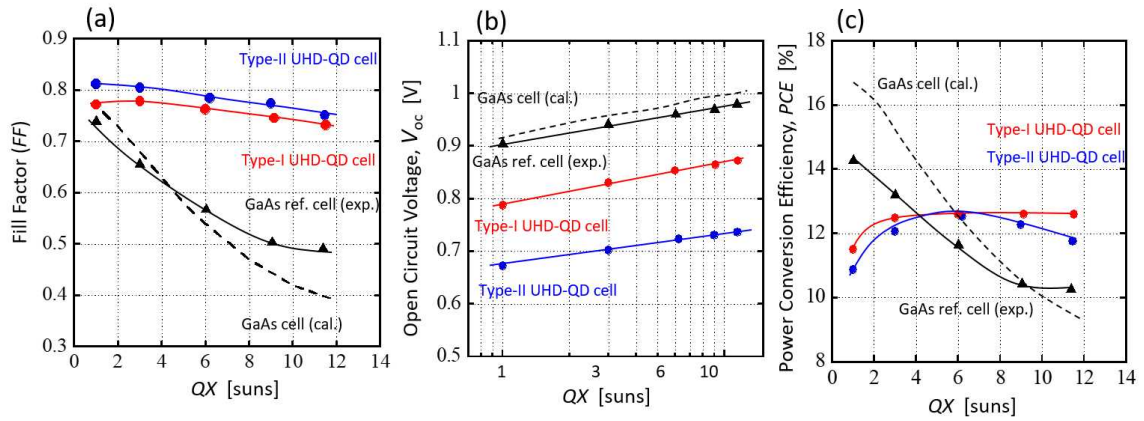 (a)
0.9
0.8
0.7
0.6
0.5
0.4
0.3
Fill Factor (FF)
Type-II UHD-QD cell
Type-I UHD-QD cell
GaAs ref. cell (exp.)
GaAs cell (cal.)
0 2 4 6 8 10 12 14
QX [suns]
(b)
1.1
1
0.9
0.8
0.7
0.6
0.5
Open Circuit Voltage, Voc [V]
GaAs cell (cal.)
GaAs ref. cell (exp.)
Type-I UHD-QD cell
Type-II UHD-QD cell
1 3 6 10
QX [suns]
(c)
18
16
14
12
10
8
Power Conversion Efficiency, PCE [%]
GaAs cell (cal.)
Type-I UHD-QD cell
Type-II UHD-QD cell
GaAs ref. cell (exp.)
0 2 4 6 8 10 12 14
QX [suns]